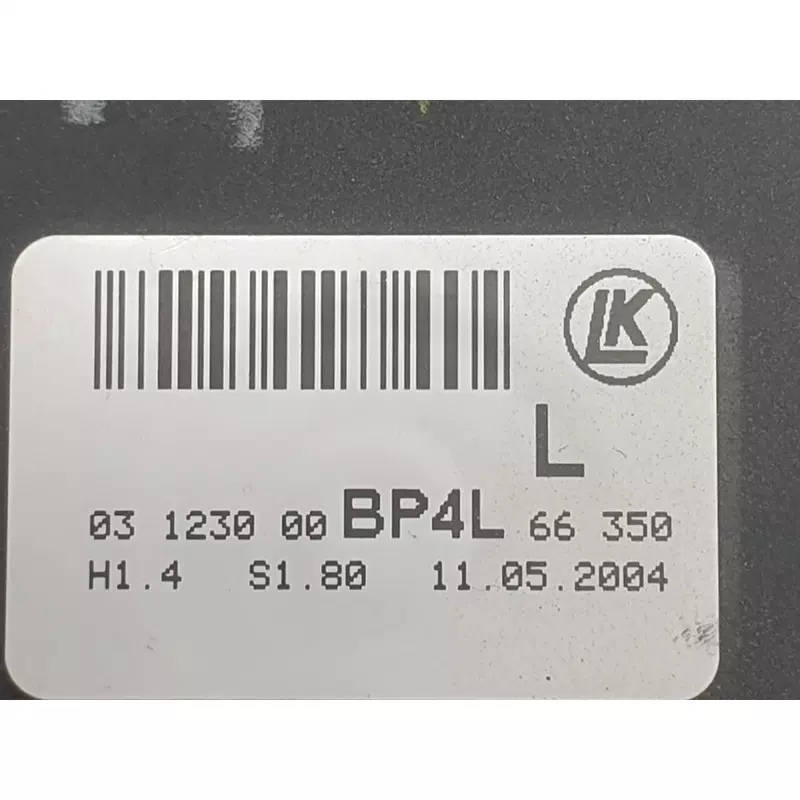 LK
L
03 1230 00 BP4L 66 350
H1.4 S1.80 11.05.2004